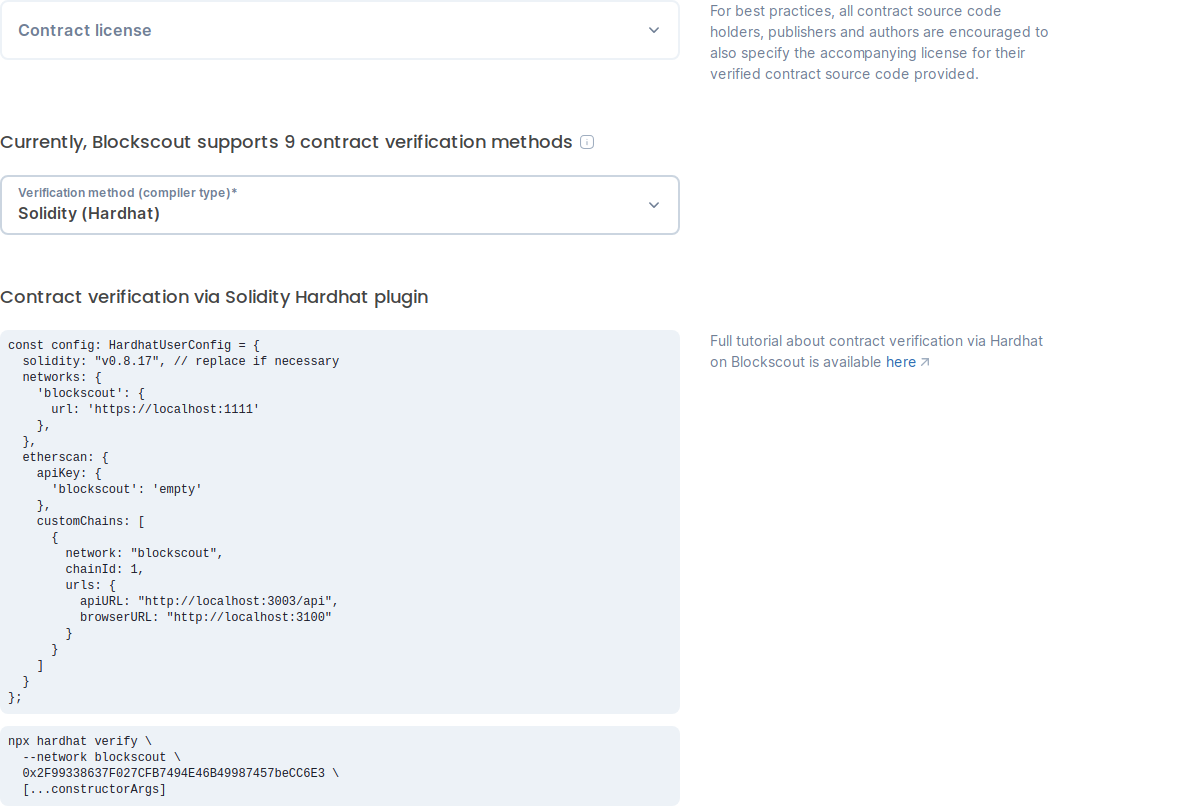 Contract license
For best practices, all contract source code
holders, publishers and authors are encouraged to
also specify the accompanying license for their
verified contract source code provided.
Currently, Blockscout supports 9 contract verification methods
Verification method (compiler type)*
Solidity (Hardhat)
Contract verification via Solidity Hardhat plugin
const config: HardhatUserConfig = {
  solidity: "v0.8.17", // replace if necessary
  networks: {
    'blockscout': {
      url: 'https://localhost:1111'
    },
  },
  etherscan: {
    apiKey: {
      'blockscout': 'empty'
    },
    customChains: [
      {
        network: "blockscout",
        chainId: 1,
        urls: {
          apiURL: "http://localhost:3003/api",
          browserURL: "http://localhost:3100"
        }
      }
    ]
  }
};
Full tutorial about contract verification via Hardhat
on Blockscout is available here
npx hardhat verify \
  --network blockscout \
  0x2F99338637F027CFB7494E46B49987457beCC6E3 \
  [...constructorArgs]